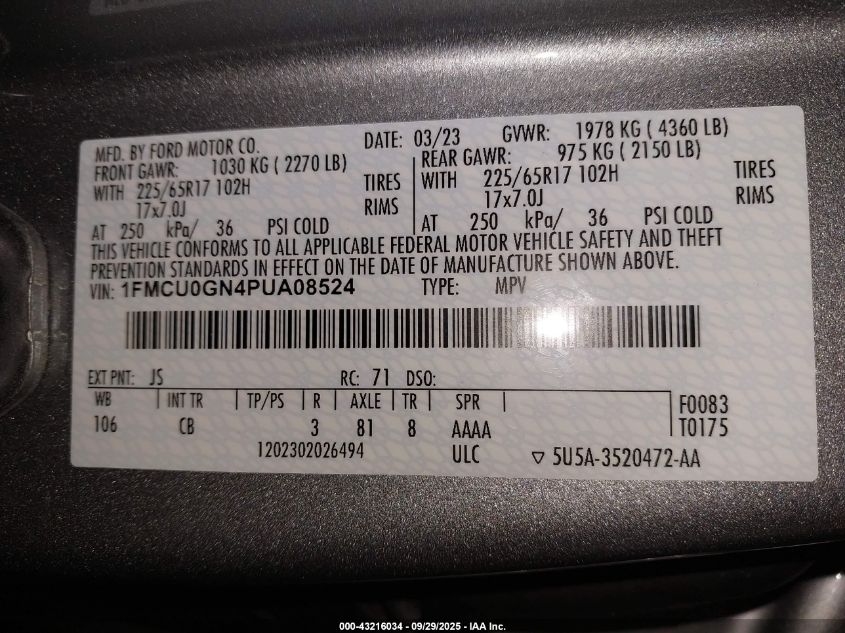 MFD. BY FORD MOTOR CO. DATE: 03/23 GVWR: 1978 KG ( 4360 LB)
FRONT GAWR: 1030 KG ( 2270 LB) REAR GAWR: 975 KG ( 2150 LB)
WITH 225/65R17 102H TIRES WITH 225/65R17 102H TIRES
17x7.0J RIMS 17x7.0J RIMS
AT 250 kPa/ 36 PSI COLD AT 250 kPa/ 36 PSI COLD
THIS VEHICLE CONFORMS TO ALL APPLICABLE FEDERAL MOTOR VEHICLE SAFETY AND THEFT
PREVENTION STANDARDS IN EFFECT ON THE DATE OF MANUFACTURE SHOWN ABOVE.
VIN: 1FMCU0GN4PUA08524 TYPE: MPV
EXT PNT: JS RC: 71 DSO:
WB INT TR TP/PS R AXLE TR SPR F0083
106 CB 3 81 8 AAAA T0175
1202302026494 ULC ▽ 5U5A-3520472-AA
000-43216034 - 09/29/2025 - IAA Inc.